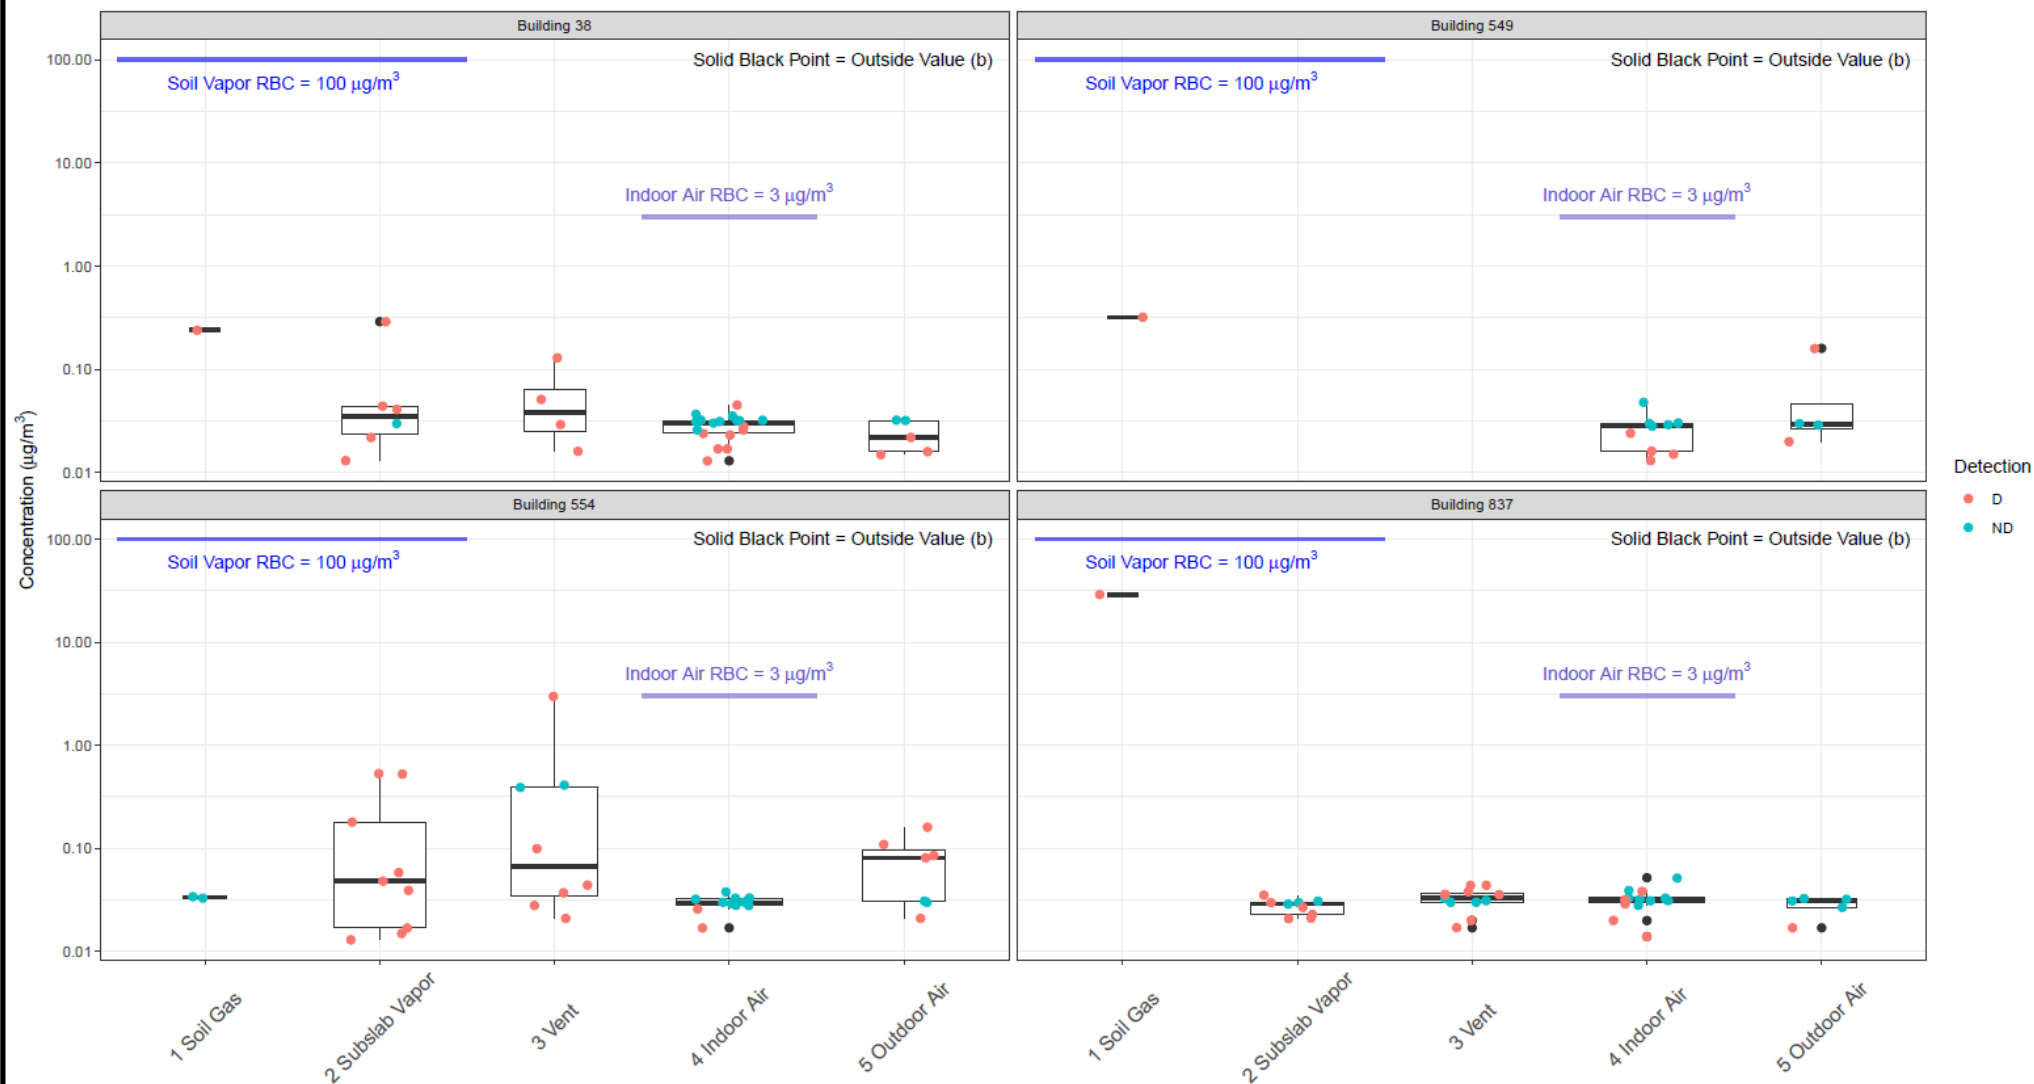 Building 38
Building 549
100.00
Solid Black Point = Outside Value (b)
Soil Vapor RBC = 100 µg/m³
Solid Black Point = Outside Value (b)
Soil Vapor RBC = 100 µg/m³
10.00
Indoor Air RBC = 3 µg/m³
Indoor Air RBC = 3 µg/m³
1.00
0.10
0.01
Concentration (µg/m³)
Building 554
Building 837
100.00
Solid Black Point = Outside Value (b)
Soil Vapor RBC = 100 µg/m³
Solid Black Point = Outside Value (b)
Soil Vapor RBC = 100 µg/m³
10.00
Indoor Air RBC = 3 µg/m³
Indoor Air RBC = 3 µg/m³
1.00
0.10
0.01
1 Soil Gas
2 Subslab Vapor
3 Vent
4 Indoor Air
5 Outdoor Air
1 Soil Gas
2 Subslab Vapor
3 Vent
4 Indoor Air
5 Outdoor Air
Detection
D
ND